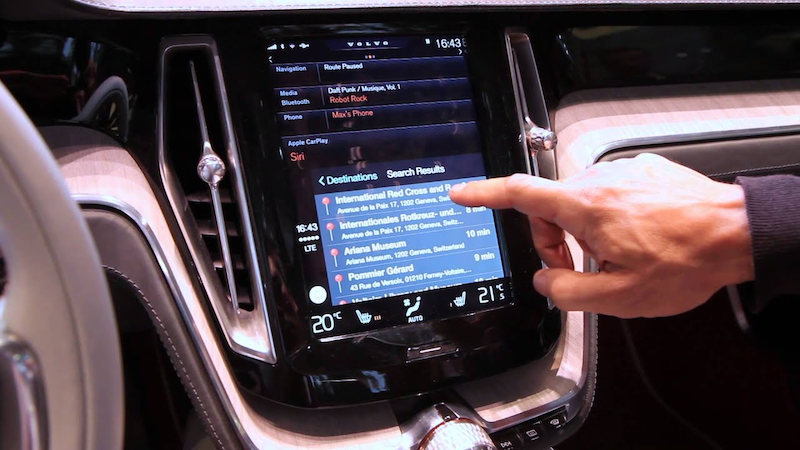 VOLVO
16:43
Navigation
Route Paused
Media
Daft Punk / Musique, Vol. 1
Bluetooth
Robot Rock
Phone
Max's Phone
Apple CarPlay
Siri
Destinations
Search Results
International Red Cross and
Avenue de la Paix 17, 1202 Geneva,
Internationales Rotkreuz- und...
8 min
Avenue de la Paix 17, 1202 Geneva, Switz...
16:43
LTE
Ariana Museum
10 min
Ariana Museum, 1202 Geneva, Switzerland
Pommier Gérard
9 min
43 Rue de Versoix, 01210 Ferney-Voltaire,
20°C
AUTO
21°C
S